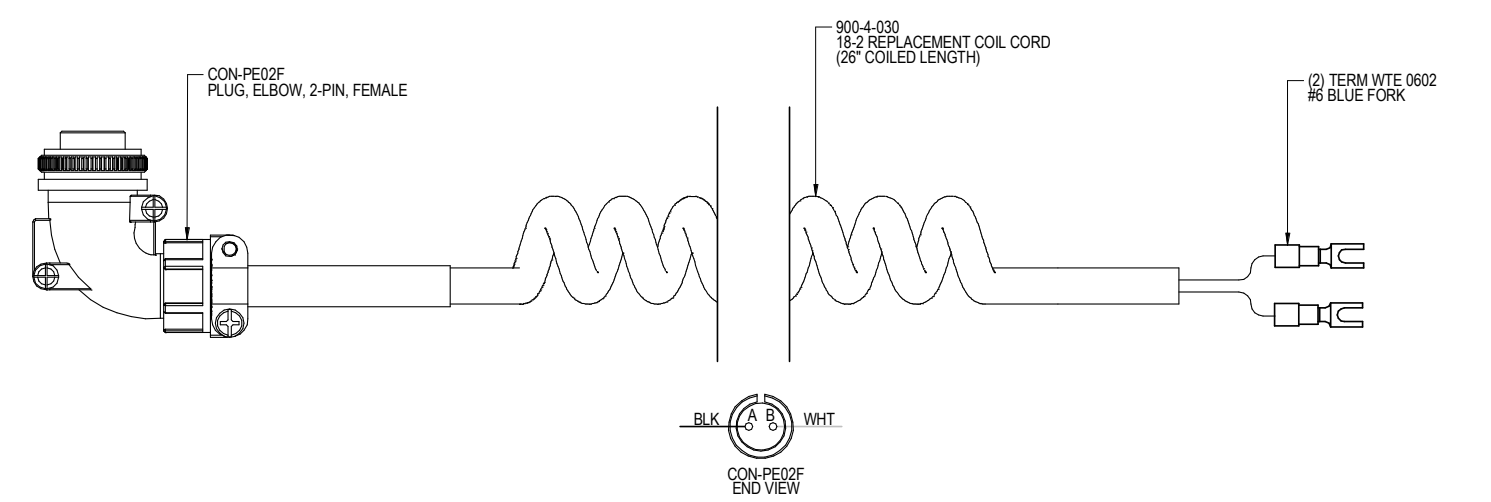 900-4-030
18-2 REPLACEMENT COIL CORD
(26" COILED LENGTH)
CON-PE02F
PLUG, ELBOW, 2-PIN, FEMALE
(2) TERM WTE 0602
#6 BLUE FORK
BLK A B WHT
CON-PE02F
END VIEW